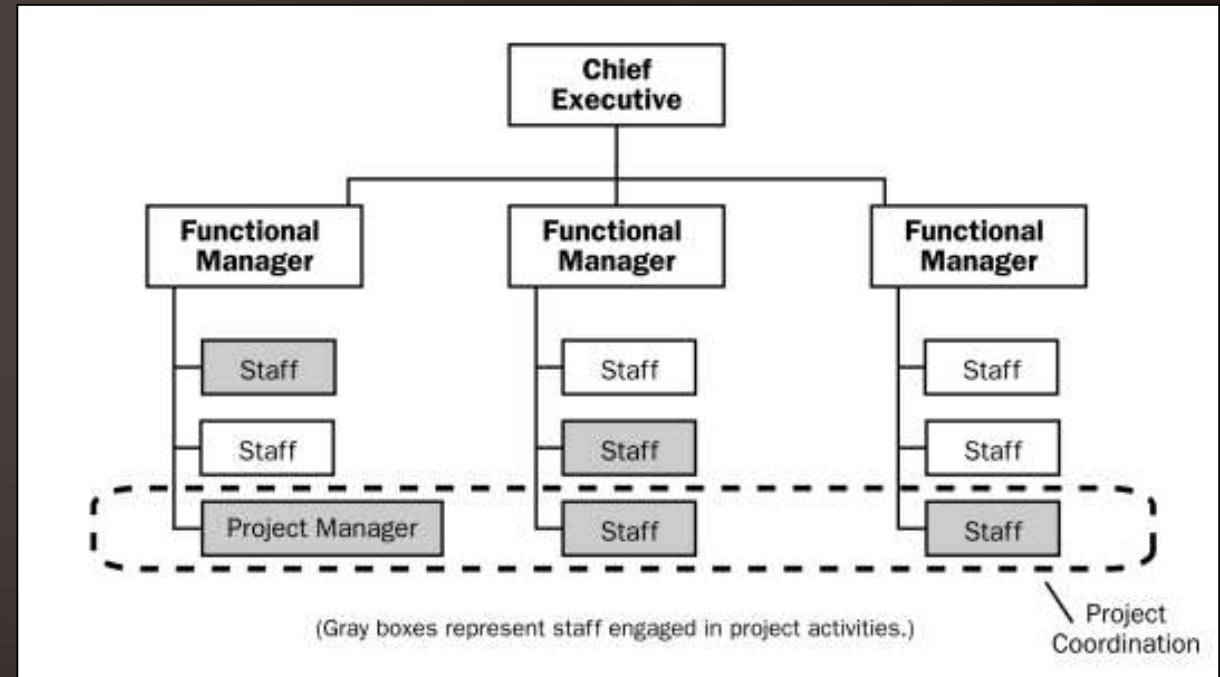 Chief
Executive
Functional
Manager
Functional
Manager
Functional
Manager
Staff
Staff
Staff
Staff
Staff
Staff
Project Manager
Staff
Staff
(Gray boxes represent staff engaged in project activities.)
Project
Coordination